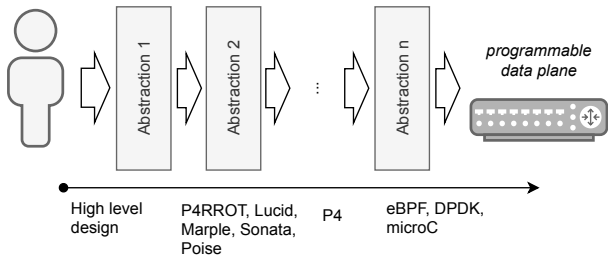 Abstraction 1
Abstraction 2
...
Abstraction n
programmable
data plane
High level
design
P4RROT, Lucid,
Marple, Sonata,
Poise
P4
eBPF, DPDK,
microC